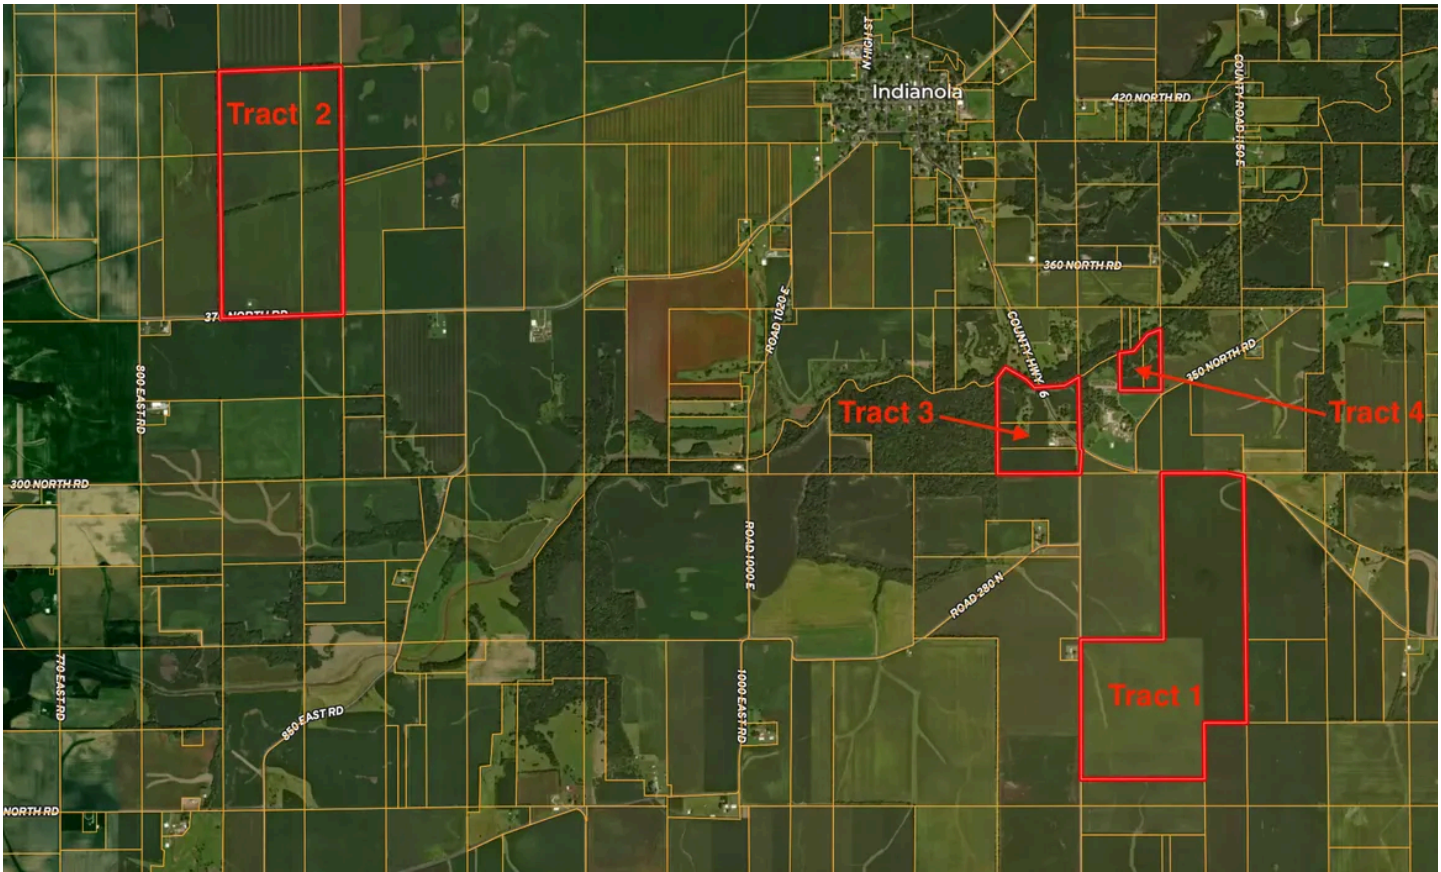 N HIGH ST
Indianola
COUNTY ROAD 1150 E
420 NORTH RD
Tract 2
360 NORTH RD
ROAD 1020 E
COUNTY HWY 6
350 NORTH RD
800 EAST RD
Tract 3
Tract 4
300 NORTH RD
ROAD 1000 E
ROAD 280 N
770 EAST RD
1000 EAST RD
Tract 1
850 EAST RD
NORTH RD